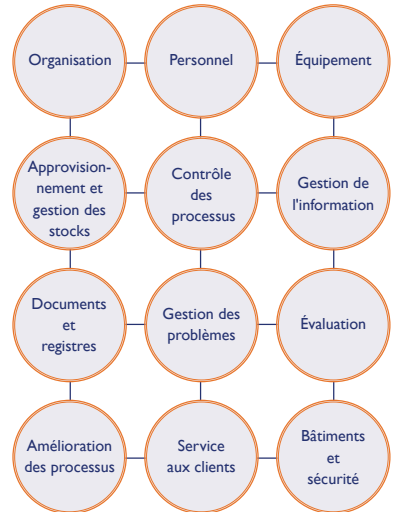 Organisation
Personnel
Équipement
Approvision-
nement et
gestion des
stocks
Contrôle
des
processus
Gestion de
l'information
Documents
et
registres
Gestion des
problèmes
Évaluation
Amélioration
des processus
Service
aux clients
Bâtiments
et
sécurité